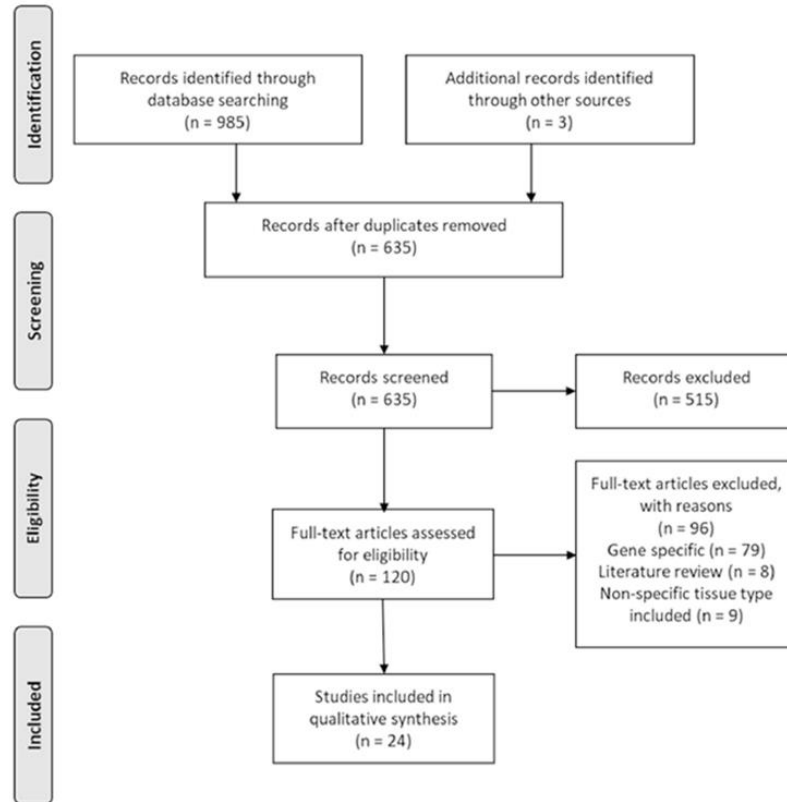 Identification
Records identified through
database searching
(n = 985)
Additional records identified
through other sources
(n = 3)
Screening
Records after duplicates removed
(n = 635)
Records screened
(n = 635)
Records excluded
(n = 515)
Eligibility
Full-text articles assessed
for eligibility
(n = 120)
Full-text articles excluded,
with reasons
(n = 96)
Gene specific (n = 79)
Literature review (n = 8)
Non-specific tissue type
included (n = 9)
Included
Studies included in
qualitative synthesis
(n = 24)